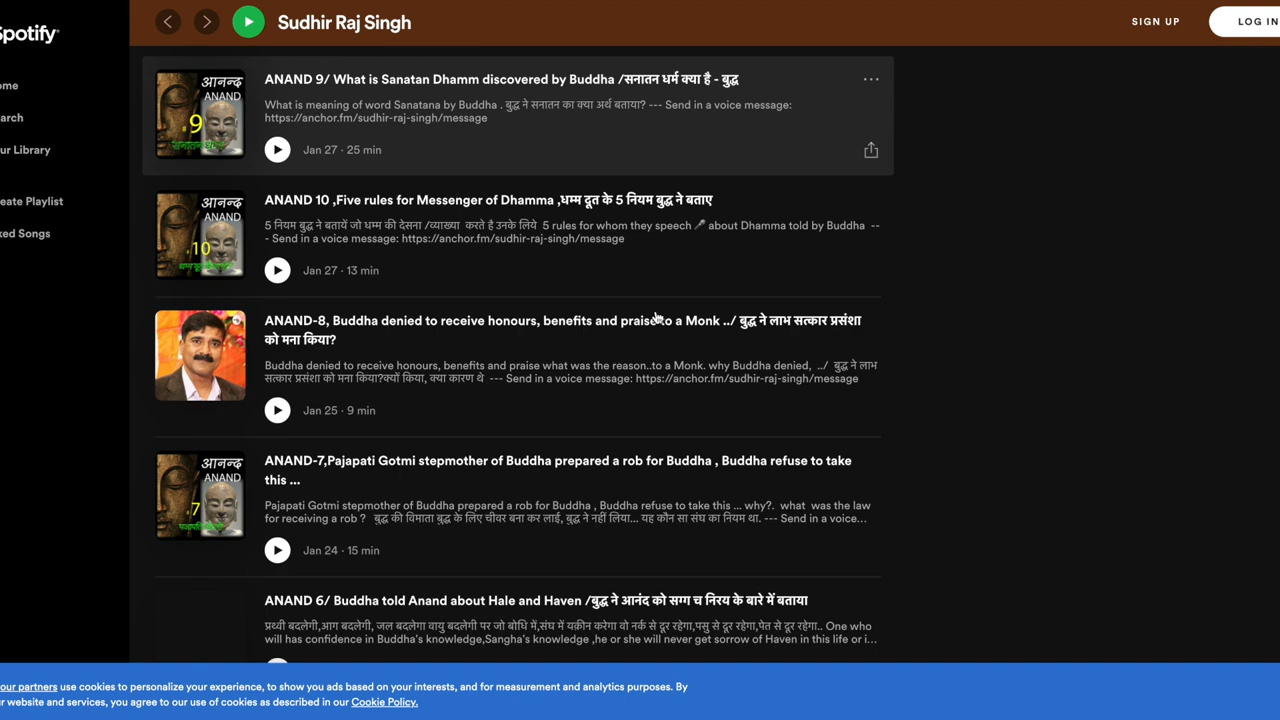 Spotify
Sudhir Raj Singh
SIGN UP
LOG IN
ome
arch
ur Library
eate Playlist
ked Songs
आनन्द
ANAND
9
ANAND 9/ What is Sanatan Dhamm discovered by Buddha /सनातन धर्म क्या है - बुद्ध
What is meaning of word Sanatana by Buddha . बुद्ध ने सनातन का क्या अर्थ बताया? --- Send in a voice message:
https://anchor.fm/sudhir-raj-singh/message
Jan 27 · 25 min
आनन्द
ANAND
10
ANAND 10 ,Five rules for Messenger of Dhamma ,धम्म दूत के 5 नियम बुद्ध ने बताए
5 नियम बुद्ध ने बतायें जो धम्म की देसना /व्याख्या करते है उनके लिये 5 rules for whom they speech 🎤 about Dhamma told by Buddha --
- Send in a voice message: https://anchor.fm/sudhir-raj-singh/message
Jan 27 · 13 min
ANAND-8, Buddha denied to receive honours, benefits and praise to a Monk ../ बुद्ध ने लाभ सत्कार प्रसंशा
को मना किया?
Buddha denied to receive honours, benefits and praise what was the reason..to a Monk. why Buddha denied, ../ बुद्ध ने लाभ
सत्कार प्रसंशा को मना किया?क्यों किया, क्या कारण थे --- Send in a voice message: https://anchor.fm/sudhir-raj-singh/message
Jan 25 · 9 min
आनन्द
ANAND
7
ANAND-7,Pajapati Gotmi stepmother of Buddha prepared a rob for Buddha , Buddha refuse to take
this ...
Pajapati Gotmi stepmother of Buddha prepared a rob for Buddha , Buddha refuse to take this ... why?. what was the law
for receiving a rob ? बुद्ध की विमाता बुद्ध के लिए चीवर बना कर लाई, बुद्ध ने नहीं लिया... यह कौन सा संघ का नियम था. --- Send in a voice...
Jan 24 · 15 min
ANAND 6/ Buddha told Anand about Hale and Haven /बुद्ध ने आनंद को सग्ग च निरय के बारे में बताया
प्रथ्वी बदलेगी,आग बदलेगी, जल बदलेगा वायु बदलेगी पर जो बोधि में,संघ में यक़ीन करेगा वो नर्क से दूर रहेगा,पसु से दूर रहेगा,पेत से दूर रहेगा.. One who
will has confidence in Buddha's knowledge,Sangha's knowledge ,he or she will never get sorrow of Haven in this life or i...
our partners use cookies to personalize your experience, to show you ads based on your interests, and for measurement and analytics purposes. By
r website and services, you agree to our use of cookies as described in our Cookie Policy.